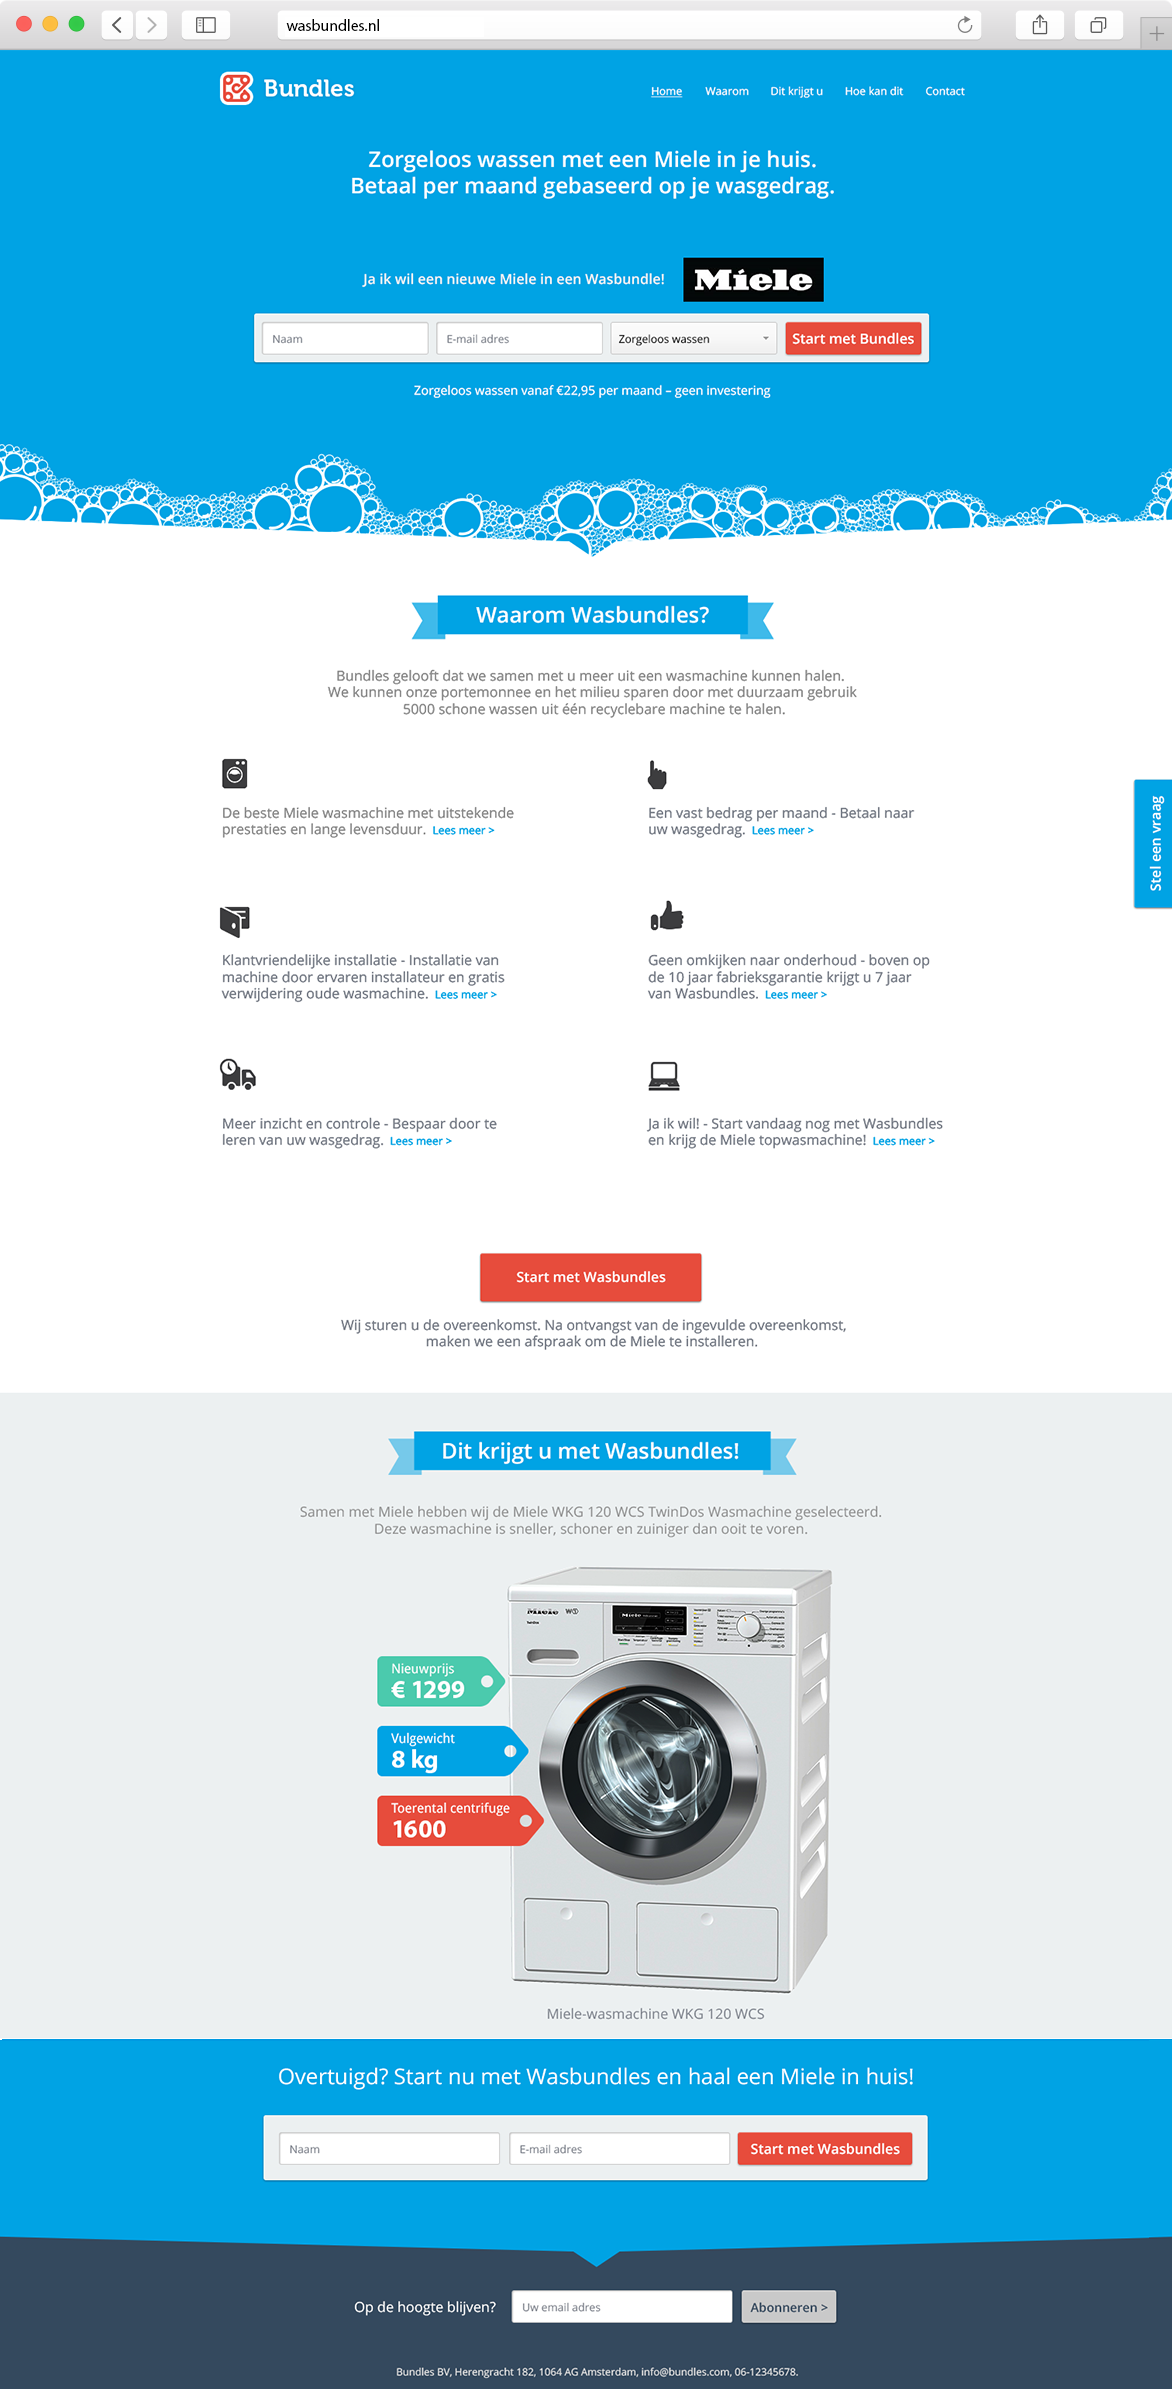 wasbundles.nl
Bundles
Home Waarom Dit krijgt u Hoe kan dit Contact
Zorgeloos wassen met een Miele in je huis.
Betaal per maand gebaseerd op je wasgedrag.
Ja ik wil een nieuwe Miele in een Wasbundle! Miele
Naam E-mail adres Zorgeloos wassen Start met Bundles
Zorgeloos wassen vanaf €22,95 per maand – geen investering
Waarom Wasbundles?
Bundles gelooft dat we samen met u meer uit een wasmachine kunnen halen.
We kunnen onze portemonnee en het milieu sparen door met duurzaam gebruik
5000 schone wassen uit één recyclebare machine te halen.
De beste Miele wasmachine met uitstekende
prestaties en lange levensduur. Lees meer >
Een vast bedrag per maand - Betaal naar
uw wasgedrag. Lees meer >
Stel een vraag
Klantvriendelijke installatie - Installatie van
machine door ervaren installateur en gratis
verwijdering oude wasmachine. Lees meer >
Geen omkijken naar onderhoud - boven op
de 10 jaar fabrieksgarantie krijgt u 7 jaar
van Wasbundles. Lees meer >
Meer inzicht en controle - Bespaar door te
leren van uw wasgedrag. Lees meer >
Ja ik wil! - Start vandaag nog met Wasbundles
en krijg de Miele topwasmachine! Lees meer >
Start met Wasbundles
Wij sturen u de overeenkomst. Na ontvangst van de ingevulde overeenkomst,
maken we een afspraak om de Miele te installeren.
Dit krijgt u met Wasbundles!
Samen met Miele hebben wij de Miele WKG 120 WCS TwinDos Wasmachine geselecteerd.
Deze wasmachine is sneller, schoner en zuiniger dan ooit te voren.
Miele W1
Miele
Nieuwprijs
€ 1299
Vulgewicht
8 kg
Toerental centrifuge
1600
Miele-wasmachine WKG 120 WCS
Overtuigd? Start nu met Wasbundles en haal een Miele in huis!
Naam E-mail adres Start met Wasbundles
Op de hoogte blijven? Uw email adres Abonneren >
Bundles BV, Herengracht 182, 1064 AG Amsterdam, info@bundles.com, 06-12345678.